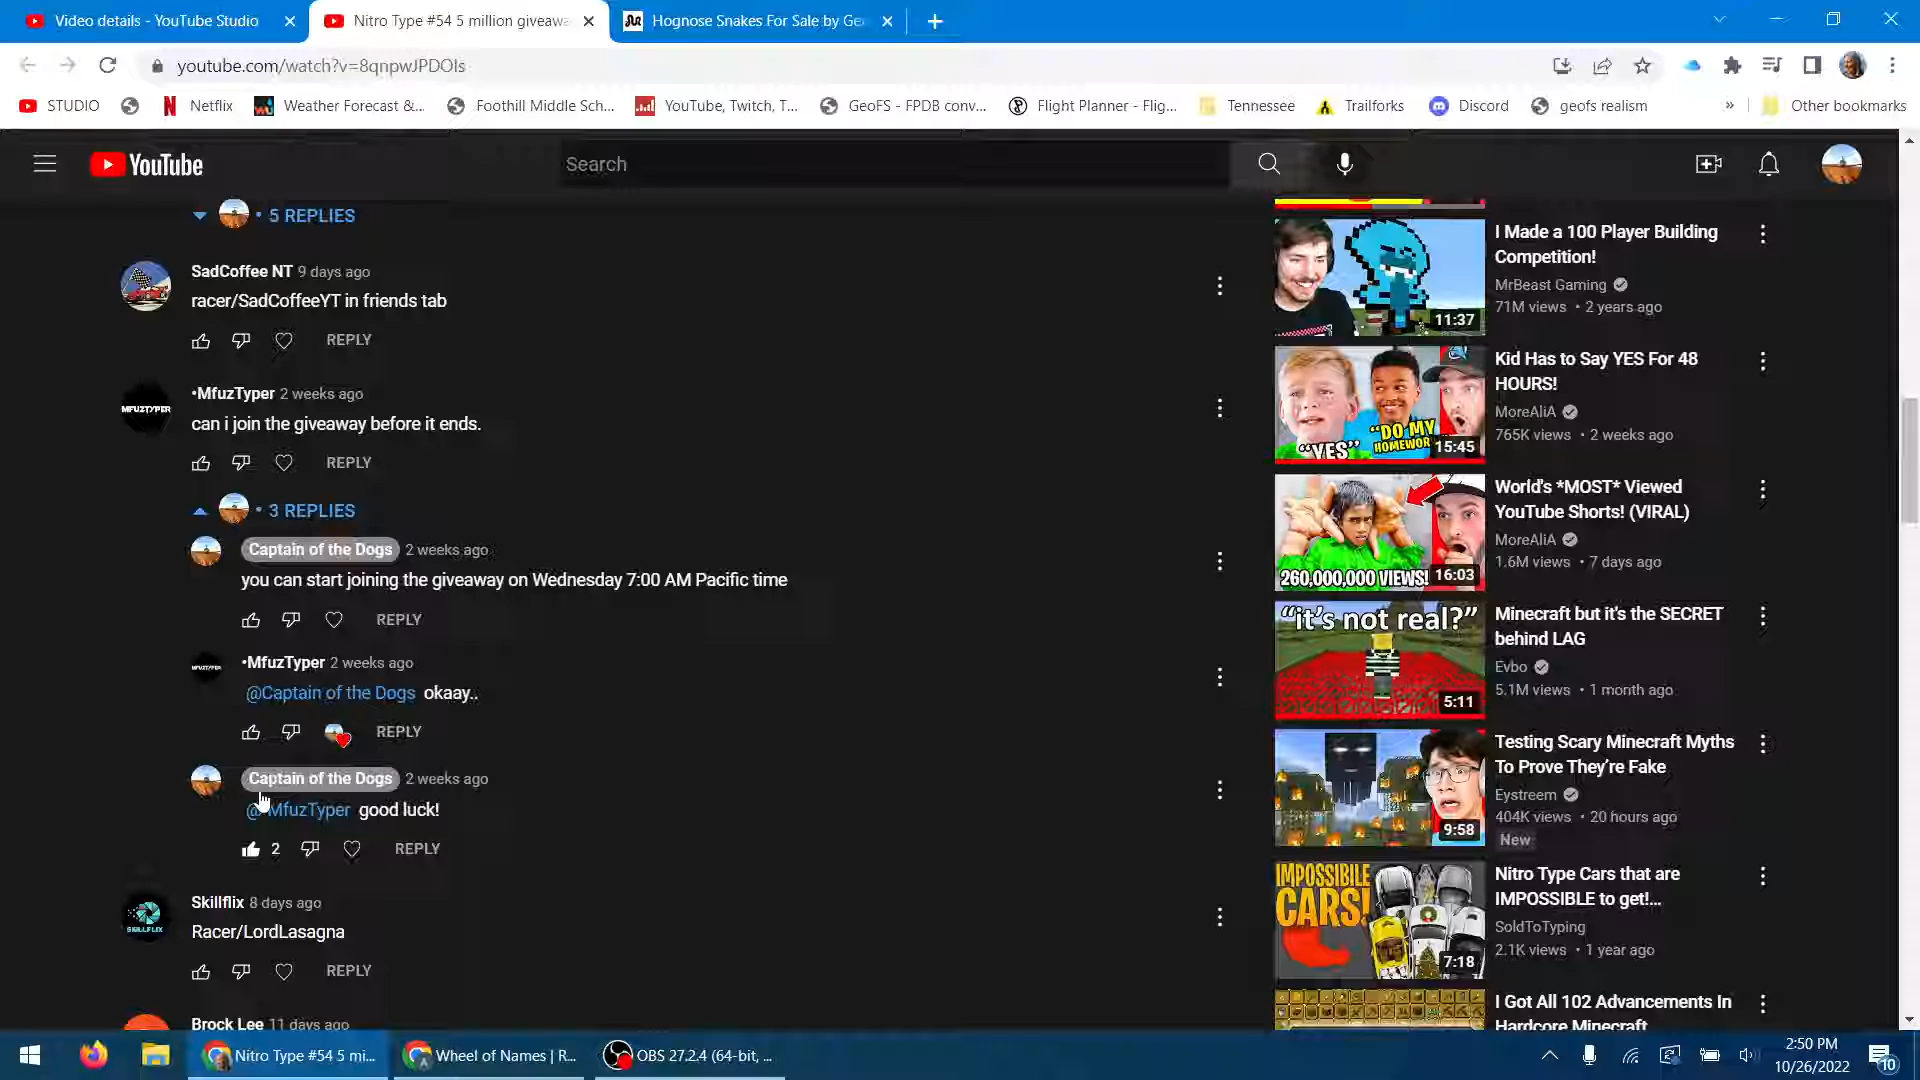 Video details - YouTube Studio
Nitro Type #54 5 million giveawa
Hognose Snakes For Sale by Ge
youtube.com/watch?v=8qnpwJPDOIs
STUDIO
Netflix
Weather Forecast &...
Foothill Middle Sch...
YouTube, Twitch, T...
GeoFS - FPDB conv...
Flight Planner - Flig...
Tennessee
Trailforks
Discord
geofs realism
»
Other bookmarks
YouTube
Search
• 5 REPLIES
SadCoffee NT 9 days ago
racer/SadCoffeeYT in friends tab
REPLY
MFUZTYPER
•MfuzTyper 2 weeks ago
can i join the giveaway before it ends.
REPLY
• 3 REPLIES
Captain of the Dogs 2 weeks ago
you can start joining the giveaway on Wednesday 7:00 AM Pacific time
REPLY
MFUZTYPER
•MfuzTyper 2 weeks ago
@Captain of the Dogs okaay..
REPLY
Captain of the Dogs 2 weeks ago
@•MfuzTyper good luck!
2
REPLY
SKILLFLIX
Skillflix 8 days ago
Racer/LordLasagna
REPLY
Brock Lee 11 days ago
11:37
I Made a 100 Player Building
Competition!
MrBeast Gaming
71M views • 2 years ago
"YES"
"DO MY
HOMEWOR
15:45
Kid Has to Say YES For 48
HOURS!
MoreAliA
765K views • 2 weeks ago
260,000,000 VIEWS!
16:03
World's *MOST* Viewed
YouTube Shorts! (VIRAL)
MoreAliA
1.6M views • 7 days ago
"it's not real?"
5:11
Minecraft but it's the SECRET
behind LAG
Evbo
5.1M views • 1 month ago
9:58
Testing Scary Minecraft Myths
To Prove They're Fake
Eystreem
404K views • 20 hours ago
New
IMPOSSIBLE
CARS!
7:18
Nitro Type Cars that are
IMPOSSIBLE to get!...
SoldToTyping
2.1K views • 1 year ago
I Got All 102 Advancements In
Hardcore Minecraft
Nitro Type #54 5 mi...
Wheel of Names | R...
OBS 27.2.4 (64-bit, ...
2:50 PM
10/26/2022
10